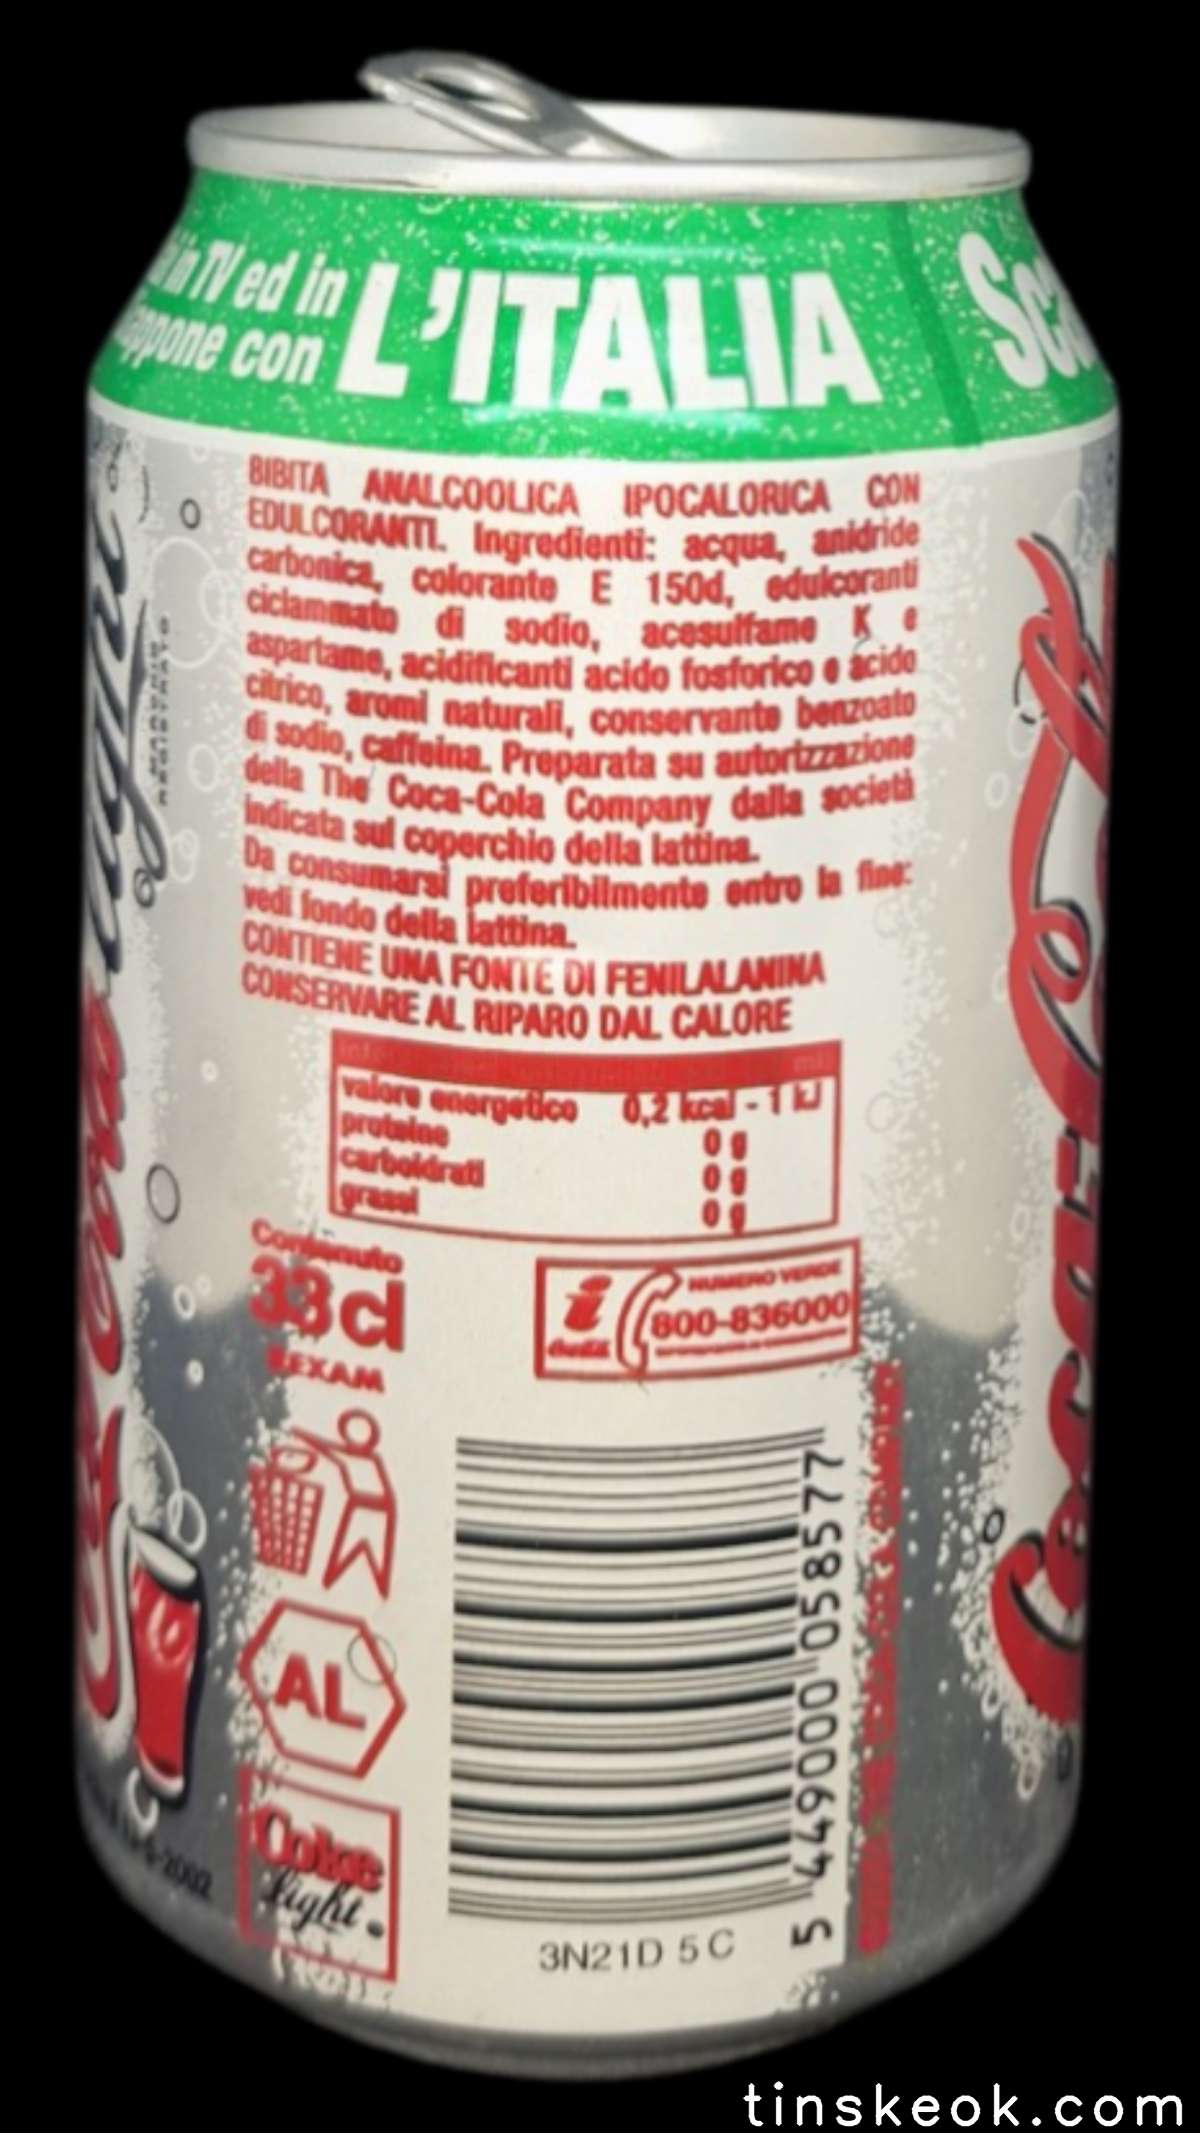 in TV ed in
Giappone con
L'ITALIA
BIBITA ANALCOOLICA IPOCALORICA CON
EDULCORANTI. Ingredienti: acqua, anidride
carbonica, colorante E 150d, edulcoranti
ciclammato di sodio, acesulfame K e
aspartame, acidificanti acido fosforico e acido
citrico, aromi naturali, conservante benzoato
di sodio, caffeina. Preparata su autorizzazione
della The Coca-Cola Company dalla società
indicata sul coperchio della lattina.
Da consumarsi preferibilmente entro la fine:
vedi fondo della lattina.
CONTIENE UNA FONTE DI FENILALANINA
CONSERVARE AL RIPARO DAL CALORE
valore energetico 0,2 kcal - 1 kJ
proteine 0 g
carboidrati 0 g
grassi 0 g
Contenuto
33 cl
REXAM
NUMERO VERDE
800-836000
AL
Coke
light
5 449000 058577
3N21D 5 C
light
Coca-Cola
tinskeok.com